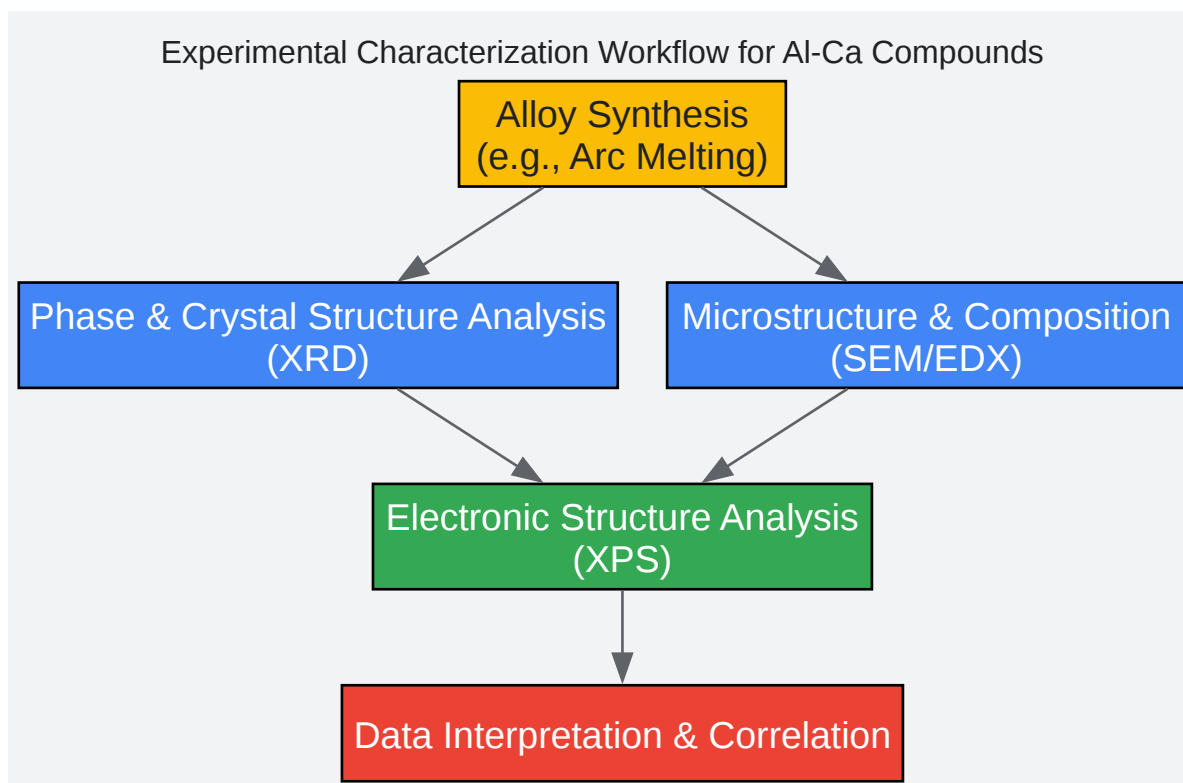 Experimental Characterization Workflow for Al-Ca Compounds
Alloy Synthesis
(e.g., Arc Melting)
Phase & Crystal Structure Analysis
(XRD)
Microstructure & Composition
(SEM/EDX)
Electronic Structure Analysis
(XPS)
Data Interpretation & Correlation